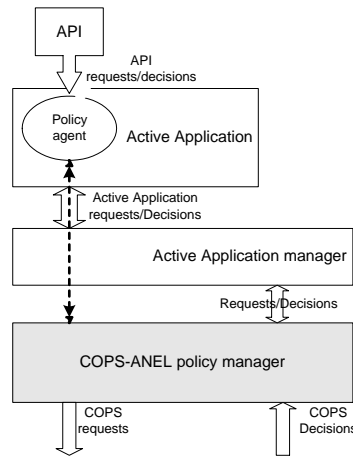 API
API
requests/decisions
Policy
agent
Active Application
Active Application
requests/Decisions
Active Application manager
Requests/Decisions
COPS-ANEL policy manager
COPS
requests
COPS
Decisions